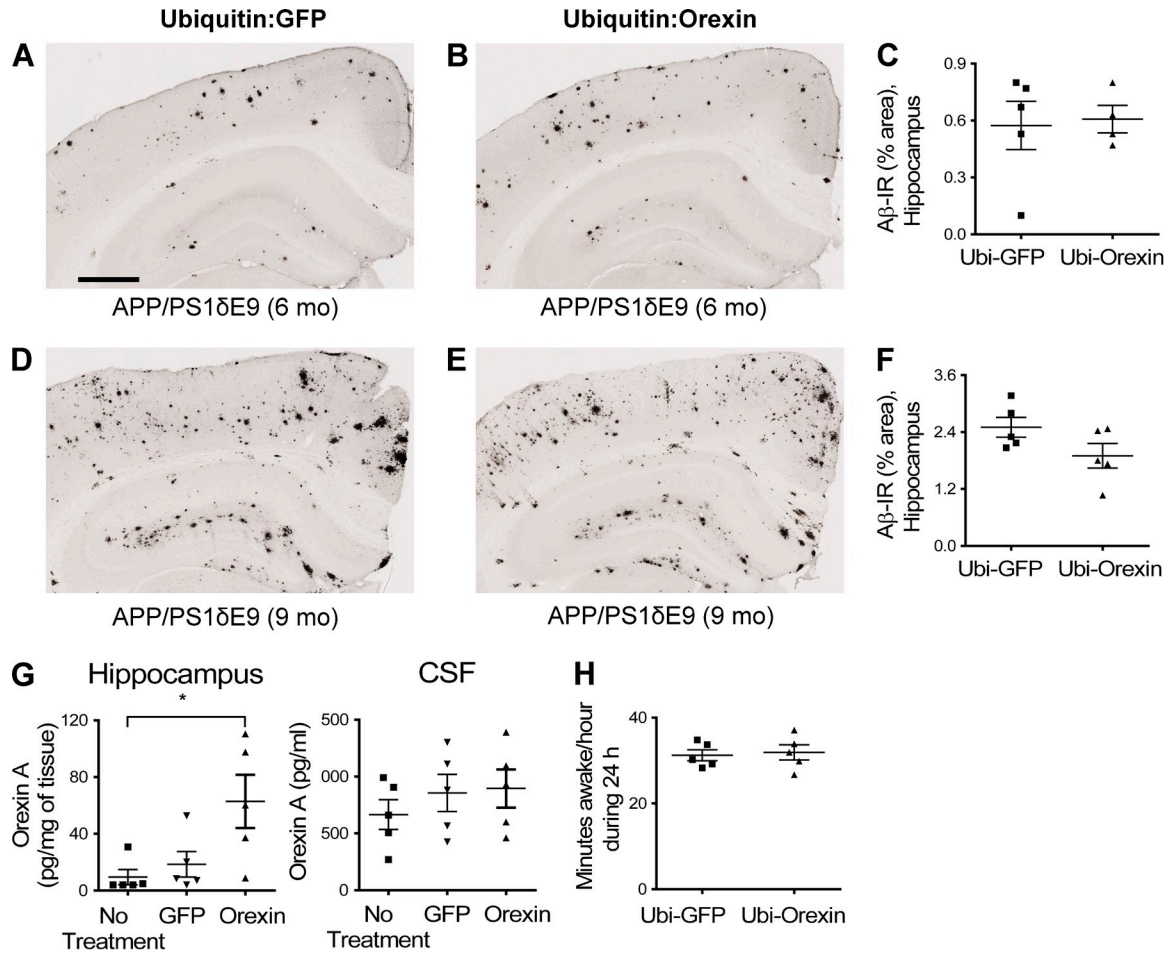 Ubiquitin:GFP
Ubiquitin:Orexin
A
B
C
APP/PS1δE9 (6 mo)
APP/PS1δE9 (6 mo)
Aβ-IR (% area),
Hippocampus
0.9
0.6
0.3
0.0
Ubi-GFP
Ubi-Orexin
D
E
F
APP/PS1δE9 (9 mo)
APP/PS1δE9 (9 mo)
Aβ-IR (% area),
Hippocampus
3.6
2.4
1.2
0.0
Ubi-GFP
Ubi-Orexin
G
Hippocampus
*
Orexin A
(pg/mg of tissue)
120
80
40
0
No
Treatment
GFP
Orexin
CSF
Orexin A (pg/ml)
500
000
500
0
No
Treatment
GFP
Orexin
H
Minutes awake/hour
during 24 h
40
20
0
Ubi-GFP
Ubi-Orexin